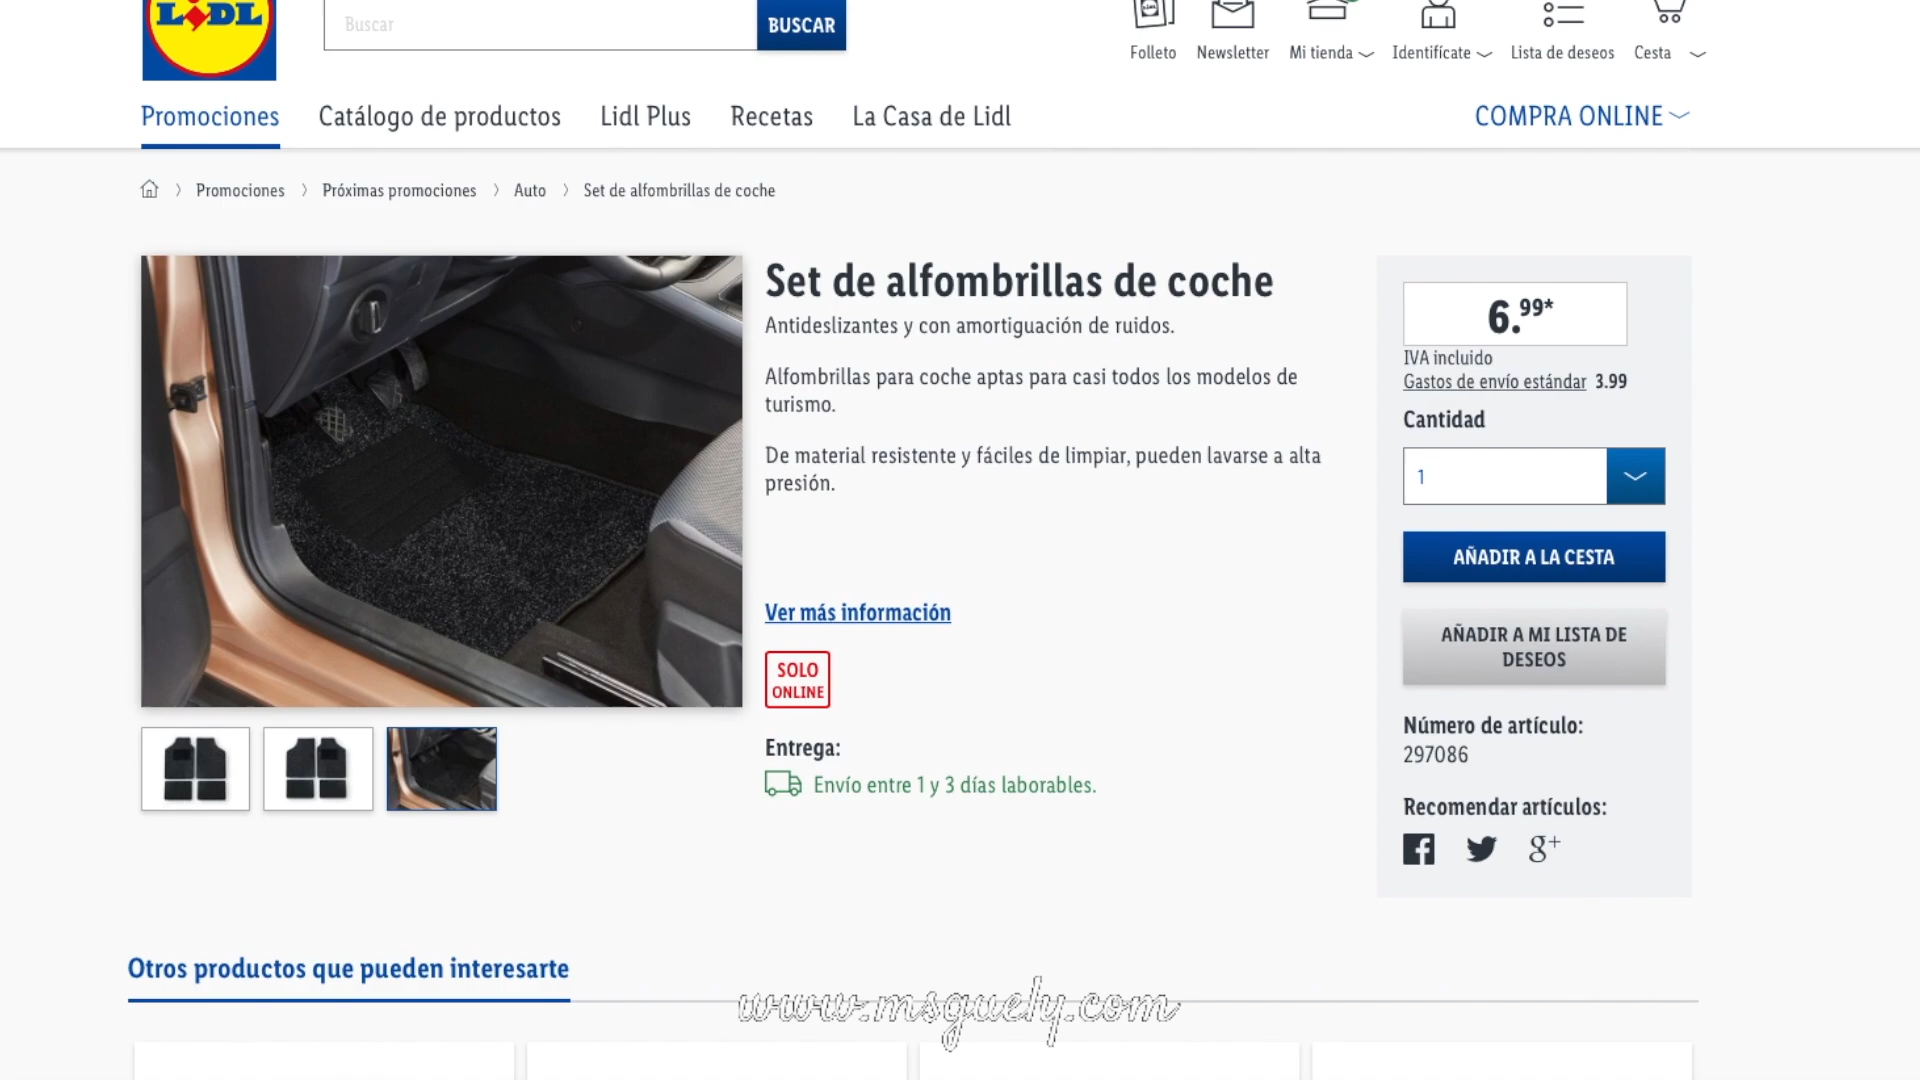 LIDL
Buscar
BUSCAR
Folleto
Newsletter
Mi tienda
Identifícate
Lista de deseos
Cesta
Promociones
Catálogo de productos
Lidl Plus
Recetas
La Casa de Lidl
COMPRA ONLINE
Promociones
Próximas promociones
Auto
Set de alfombrillas de coche
Set de alfombrillas de coche
Antideslizantes y con amortiguación de ruidos.
Alfombrillas para coche aptas para casi todos los modelos de
turismo.
De material resistente y fáciles de limpiar, pueden lavarse a alta
presión.
Ver más información
SOLO
ONLINE
Entrega:
Envío entre 1 y 3 días laborables.
6.99*
IVA incluido
Gastos de envío estándar 3.99
Cantidad
1
AÑADIR A LA CESTA
AÑADIR A MI LISTA DE
DESEOS
Número de artículo:
297086
Recomendar artículos:
g+
Otros productos que pueden interesarte
www.msguely.com